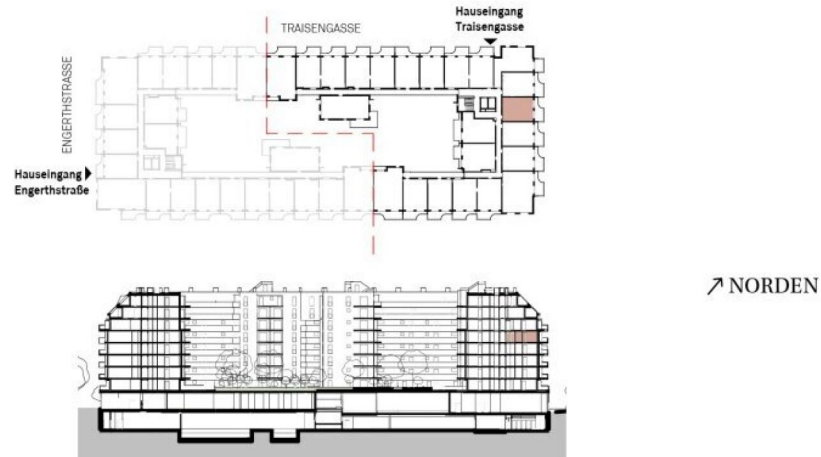 TRAISENGASSE
Hauseingang
Traisengasse
ENGERTHSTRASSE
Hauseingang
Engerthstraße
↗ NORDEN